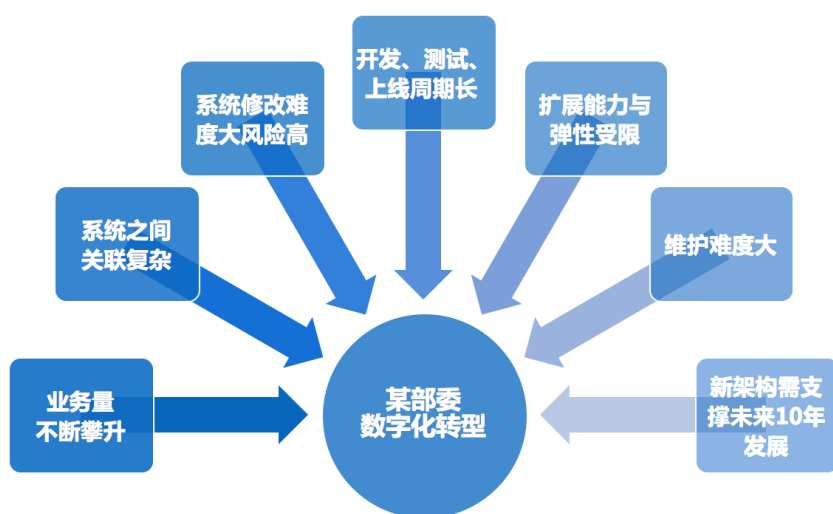 开发、测试、
上线周期长
系统修改难
度大风险高
扩展能力与
弹性受限
系统之间
关联复杂
维护难度大
业务量
不断攀升
某部委
数字化转型
新架构需支
撑未来10年
发展